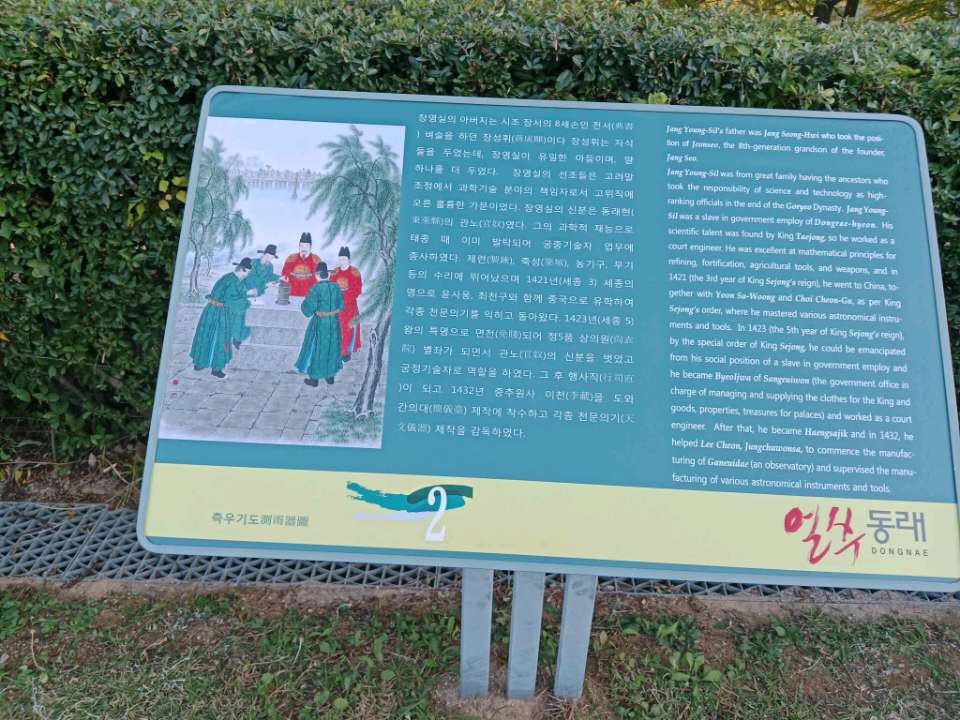 장영실의 아버지는 시조 장서의 8세손인 전서(典書
) 벼슬을 하던 장성휘(蔣成暉)이다 장성휘는 자식
들을 두었는데, 장영실이 유일한 아들이며, 딸
하나를 더 두었다. 장영실의 선조들은 고려말
조정에서 과학기술 분야의 책임자로서 고위직에
오른 훌륭한 가문이었다. 장영실의 신분은 동래현(
東萊縣)의 관노(官奴)였다. 그의 과학적 재능으로
태종 때 이미 발탁되어 궁중기술자 업무에
종사하였다. 제련(製鍊), 축성(築城), 농기구, 무기
등의 수리에 뛰어났으며 1421년(세종 3) 세종의
명으로 윤사웅, 최천구와 함께 중국으로 유학하여
각종 천문의기를 익히고 돌아왔다. 1423년(세종 5)
왕의 특명으로 면천(免賤)되어 정5품 상의원(尙衣
院) 별좌가 되면서 관노(官奴)의 신분을 벗었고
궁정기술자로 역할을 하였다. 그 후 행사직(行司直
)이 되고 1432년 중추원사 이천(李蕆)을 도와
간의대(簡儀臺) 제작에 착수하고 각종 천문의기(天
文儀器) 제작을 감독하였다.
Jang Young-Sil's father was Jang Seong-Hui who took the posi-
tion of Jeonseo, the 8th-generation grandson of the founder,
Jang Seo.
Jang Young-Sil was from great family having the ancestors who
took the responsibility of science and technology as high-
ranking officials in the end of the Goryeo Dynasty. Jang Young-
Sil was a slave in government employ of Dongrae-hyeon. His
scientific talent was found by King Taejong, so he worked as a
court engineer. He was excellent at mathematical principles for
refining, fortification, agricultural tools, and weapons, and in
1421 (the 3rd year of King Sejong's reign), he went to China, to-
gether with Yoon Sa-Woong and Choi Cheon-Gu, as per King
Sejong's order, where he mastered various astronomical instru-
ments and tools. In 1423 (the 5th year of King Sejong's reign),
by the special order of King Sejong, he could be emancipated
from his social position of a slave in government employ and
he became Byeoljwa of Sanguiwon (the government office in
charge of managing and supplying the clothes for the King and
goods, properties, treasures for palaces) and worked as a court
engineer. After that, he became Haengsajik and in 1432, he
helped Lee Cheon, Jungchuwonsa, to commence the manufac-
turing of Ganeuidae (an observatory) and supervised the manu-
facturing of various astronomical instruments and tools.
측우기도測雨器圖
2
얼쑤 동래
DONGNAE